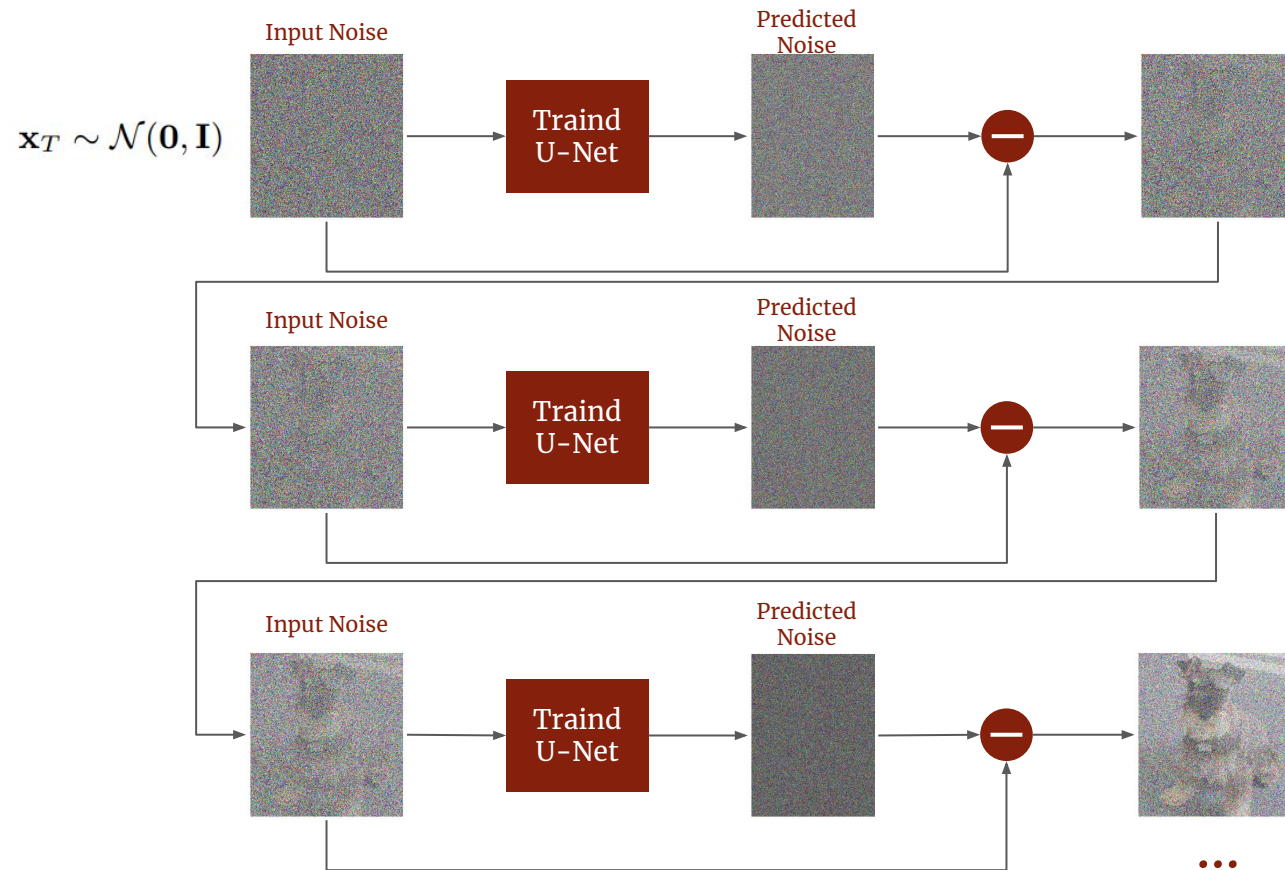 Input Noise
Predicted
Noise
𝐱_T ∼ 𝒩(𝟎, 𝐈)
Traind
U-Net
Input Noise
Predicted
Noise
Traind
U-Net
Input Noise
Predicted
Noise
Traind
U-Net
...